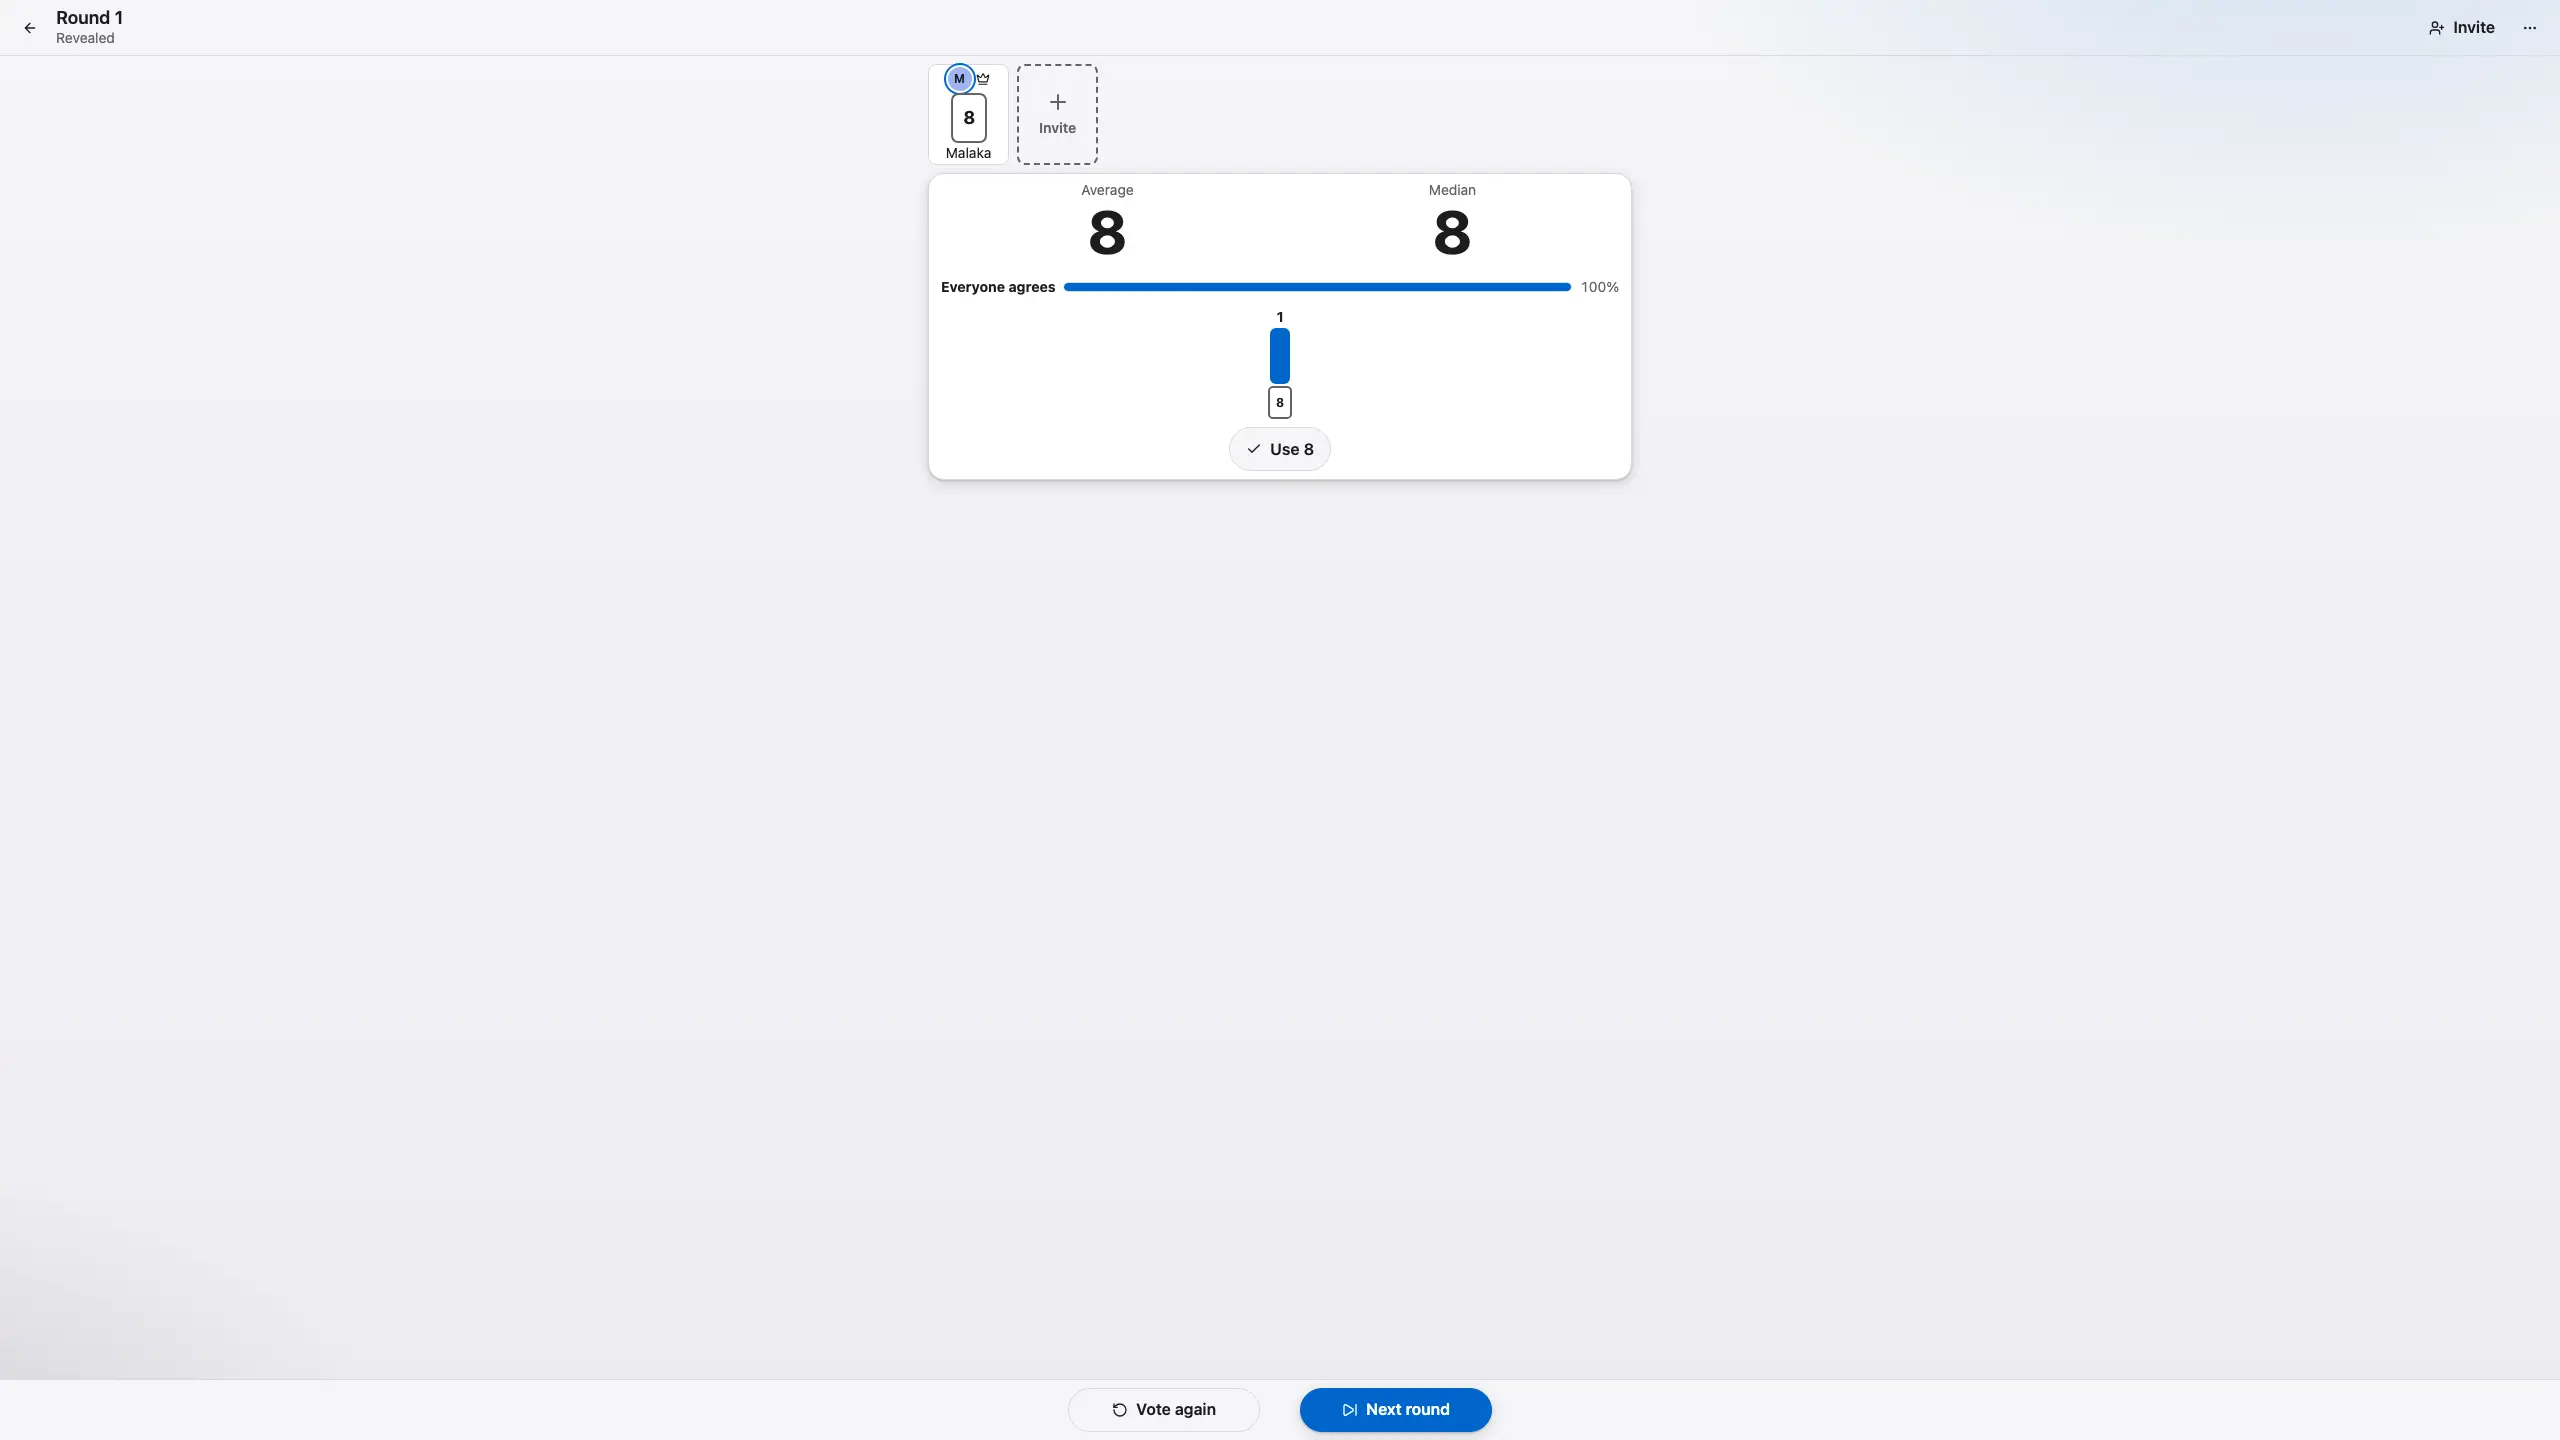 Round 1
Revealed
Invite
M
8
Malaka
Invite
Average
8
Median
8
Everyone agrees
100%
1
8
Use 8
Vote again
Next round